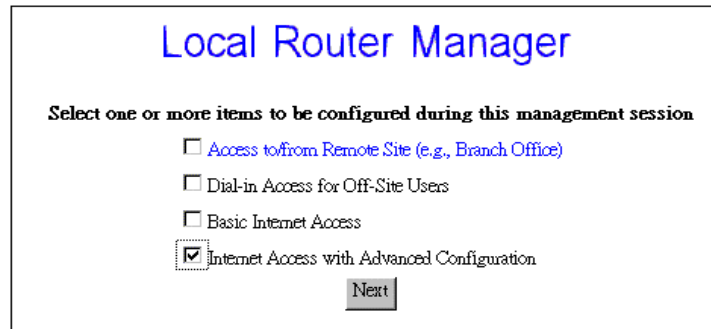 Local Router Manager
Select one or more items to be configured during this management session
Access to/from Remote Site (e.g., Branch Office)
Dial-in Access for Off-Site Users
Basic Internet Access
Internet Access with Advanced Configuration
Next